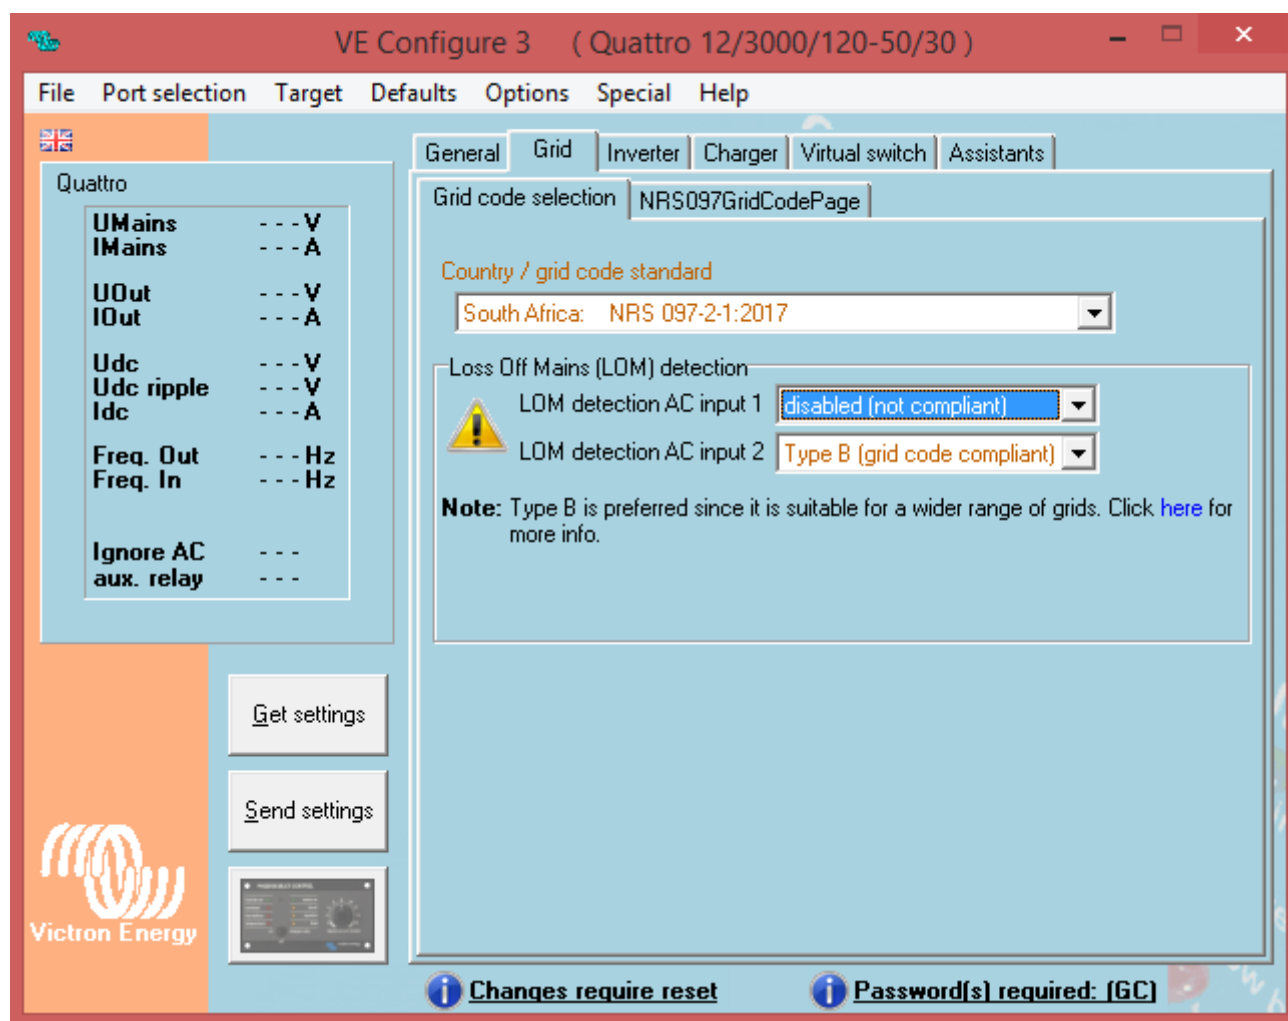 VE Configure 3 ( Quattro 12/3000/120-50/30 )
File Port selection Target Defaults Options Special Help
General Grid Inverter Charger Virtual switch Assistants
Grid code selection NRS097GridCodePage
Quattro
UMains - - - V
IMains - - - A
UOut - - - V
IOut - - - A
Udc - - - V
Udc ripple - - - V
Idc - - - A
Freq. Out - - - Hz
Freq. In - - - Hz
Ignore AC - - -
aux. relay - - -
Country / grid code standard
South Africa: NRS 097-2-1:2017
Loss Off Mains (LOM) detection
LOM detection AC input 1 disabled (not compliant)
LOM detection AC input 2 Type B (grid code compliant)
Note: Type B is preferred since it is suitable for a wider range of grids. Click here for
more info.
Get settings
Send settings
Victron Energy
Changes require reset
Password(s) required: (GC)